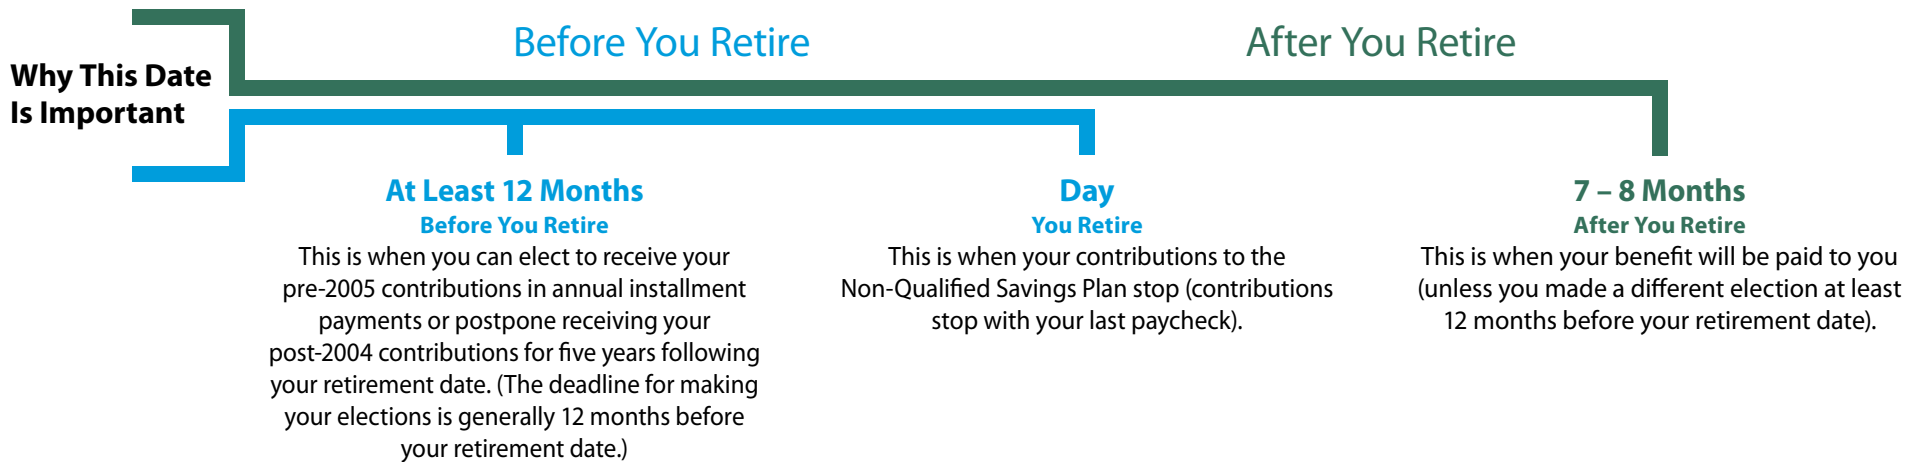 Before You Retire
After You Retire
Why This Date
Is Important
At Least 12 Months
Before You Retire
This is when you can elect to receive your
pre-2005 contributions in annual installment
payments or postpone receiving your
post-2004 contributions for five years following
your retirement date. (The deadline for making
your elections is generally 12 months before
your retirement date.)
Day
You Retire
This is when your contributions to the
Non-Qualified Savings Plan stop (contributions
stop with your last paycheck).
7 – 8 Months
After You Retire
This is when your benefit will be paid to you
(unless you made a different election at least
12 months before your retirement date).